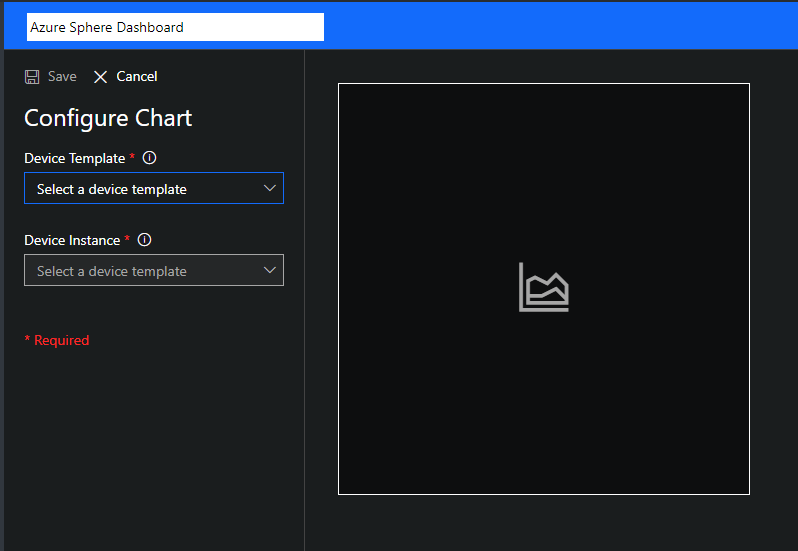 Azure Sphere Dashboard
Save Cancel
Configure Chart
Device Template *
Select a device template
Device Instance *
Select a device template
* Required